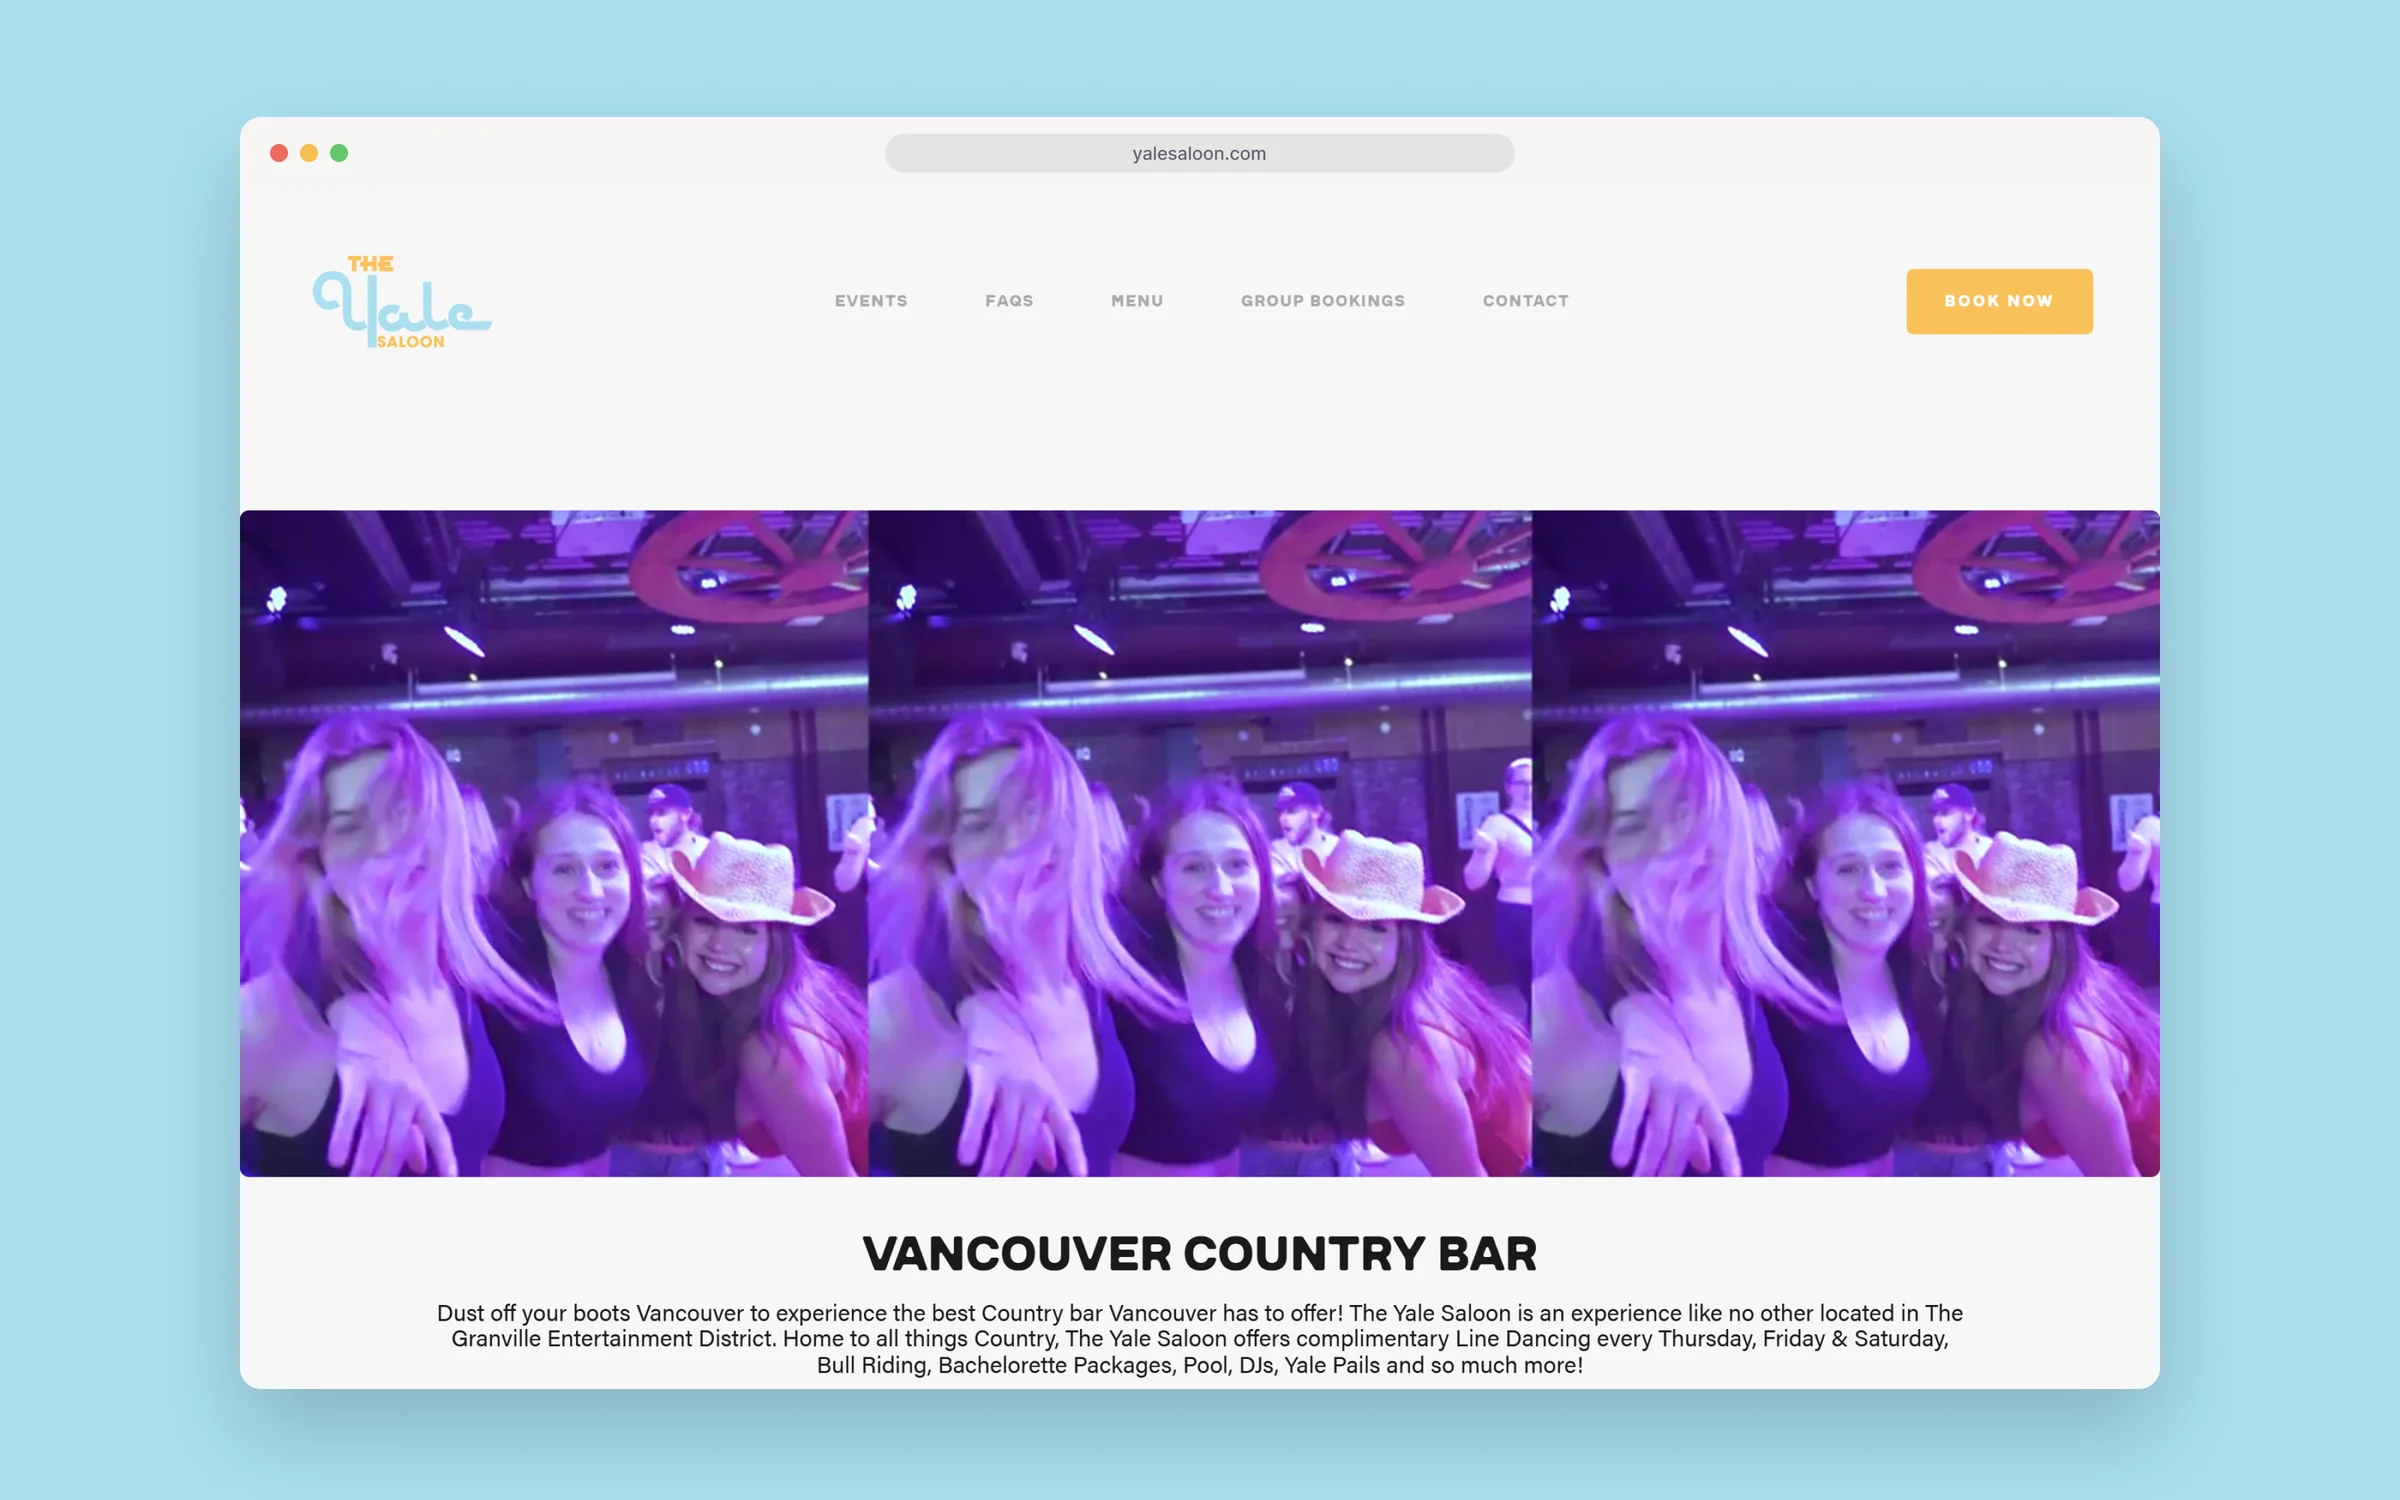 yalesaloon.com
THE
Yale
SALOON
EVENTS FAQS MENU GROUP BOOKINGS CONTACT
BOOK NOW
VANCOUVER COUNTRY BAR
Dust off your boots Vancouver to experience the best Country bar Vancouver has to offer! The Yale Saloon is an experience like no other located in The
Granville Entertainment District. Home to all things Country, The Yale Saloon offers complimentary Line Dancing every Thursday, Friday & Saturday,
Bull Riding, Bachelorette Packages, Pool, DJs, Yale Pails and so much more!